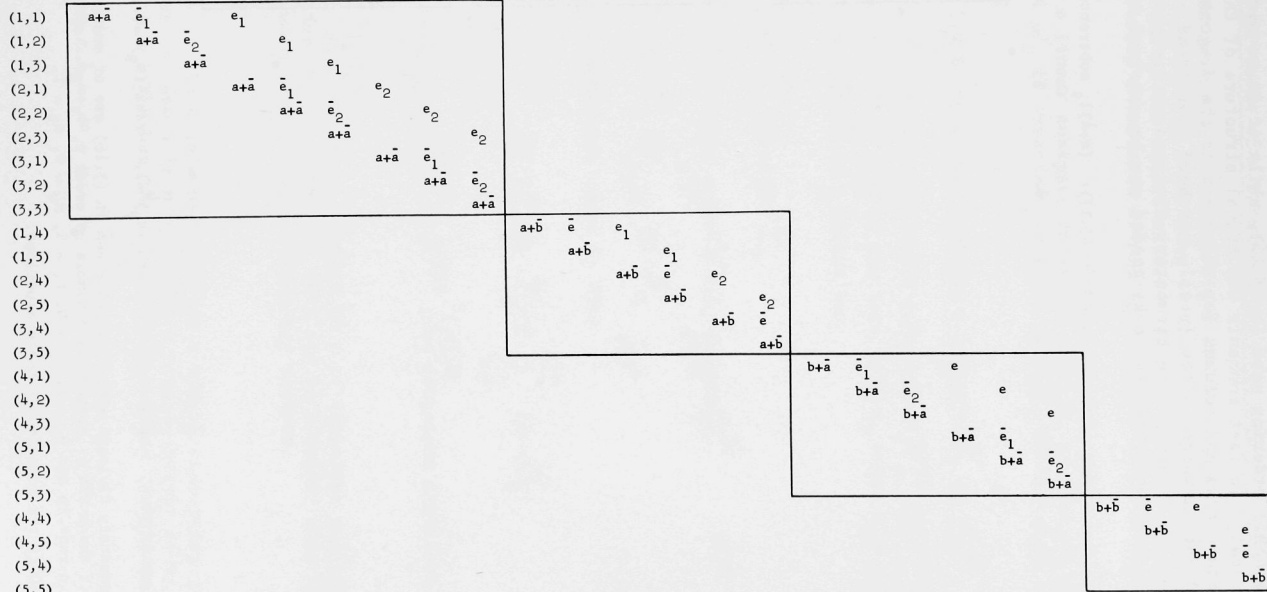 (1,1) a+ā ē₁ e₁
(1,2) a+ā ē₂ e₁
(1,3) a+ā e₁
(2,1) a+ā ē₁ e₂
(2,2) a+ā ē₂ e₂
(2,3) a+ā e₂
(3,1) a+ā ē₁
(3,2) a+ā ē₂
(3,3) a+ā
(1,4) a+b̄ ē e₁
(1,5) a+b̄ e₁
(2,4) a+b̄ ē e₂
(2,5) a+b̄ e₂
(3,4) a+b̄ ē
(3,5) a+b̄
(4,1) b+ā ē₁ e
(4,2) b+ā ē₂ e
(4,3) b+ā e
(5,1) b+ā ē₁
(5,2) b+ā ē₂
(5,3) b+ā
(4,4) b+b̄ ē e
(4,5) b+b̄ e
(5,4) b+b̄ ē
(5,5) b+b̄